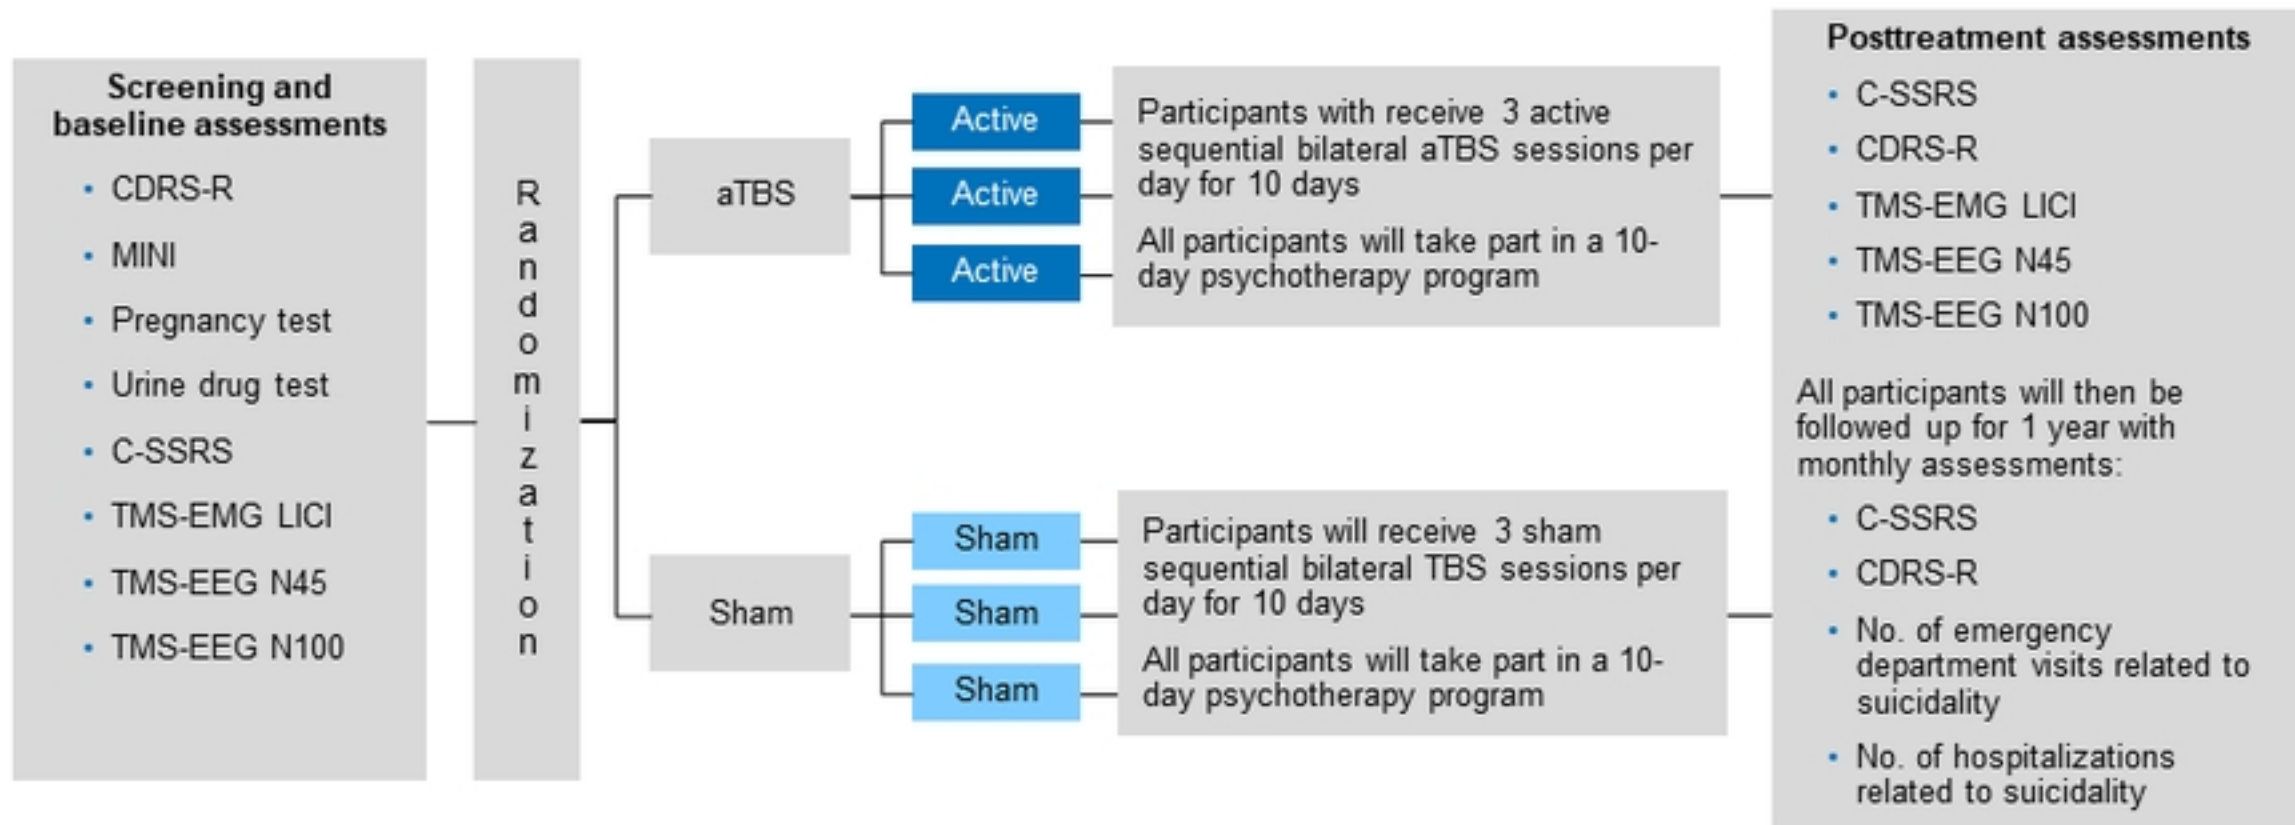 Screening and
baseline assessments
• CDRS-R
• MINI
• Pregnancy test
• Urine drug test
• C-SSRS
• TMS-EMG LICI
• TMS-EEG N45
• TMS-EEG N100
Randomization
aTBS
Active
Active
Active
Participants with receive 3 active
sequential bilateral aTBS sessions per
day for 10 days
All participants will take part in a 10-
day psychotherapy program
Sham
Sham
Sham
Sham
Participants will receive 3 sham
sequential bilateral TBS sessions per
day for 10 days
All participants will take part in a 10-
day psychotherapy program
Posttreatment assessments
• C-SSRS
• CDRS-R
• TMS-EMG LICI
• TMS-EEG N45
• TMS-EEG N100
All participants will then be
followed up for 1 year with
monthly assessments:
• C-SSRS
• CDRS-R
• No. of emergency
department visits related to
suicidality
• No. of hospitalizations
related to suicidality